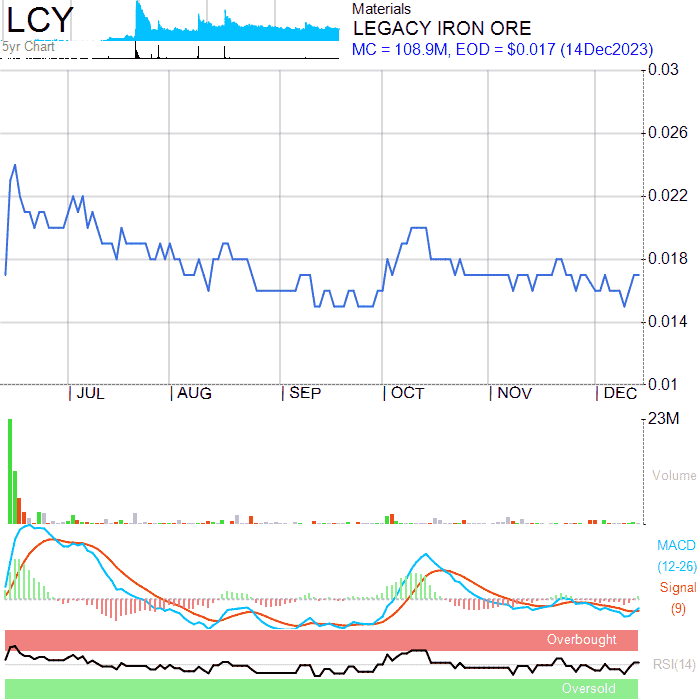 LCY
5yr Chart
Materials
LEGACY IRON ORE
MC = 108.9M, EOD = $0.017 (14Dec2023)
0.03
0.026
0.022
0.018
0.014
0.01
JUL AUG SEP OCT NOV DEC
23M
Volume
MACD
(12-26)
Signal
(9)
Overbought
RSI(14)
Oversold